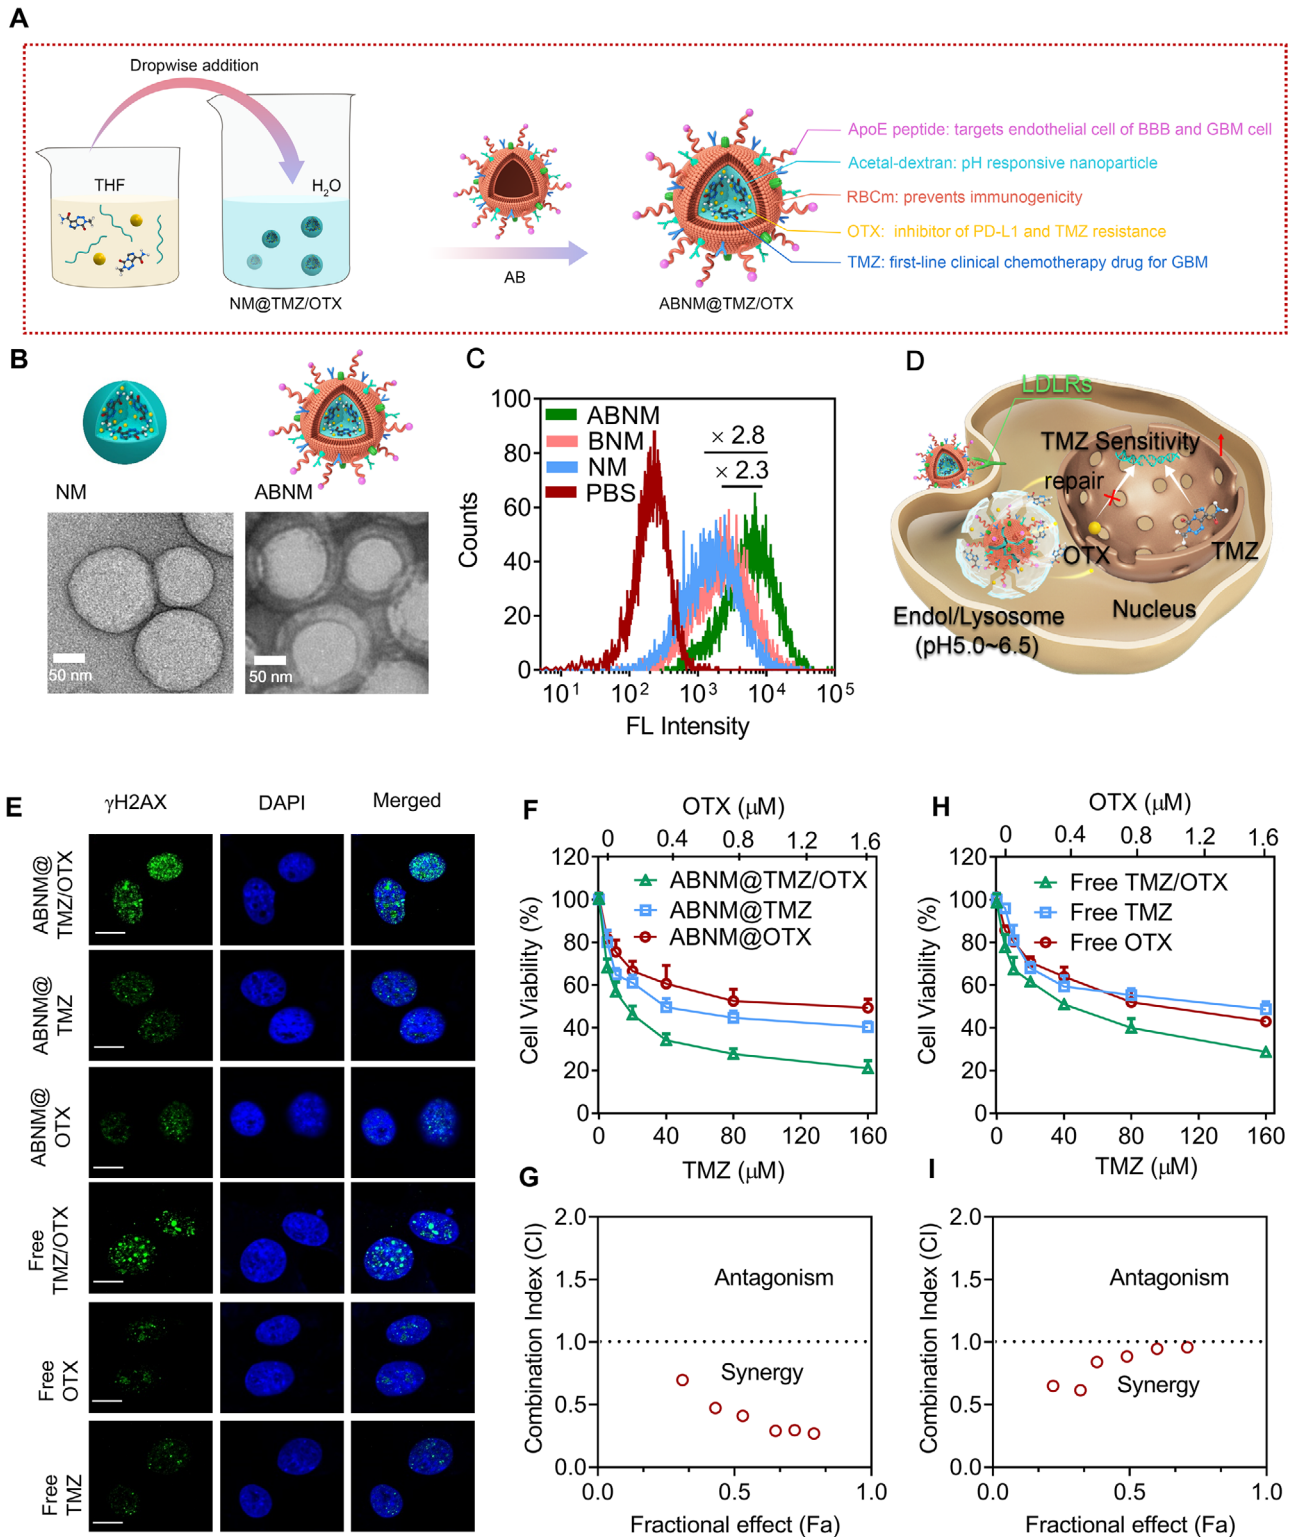 A
Dropwise addition
THF
H2O
NM@TMZ/OTX
AB
ABNM@TMZ/OTX
ApoE peptide: targets endothelial cell of BBB and GBM cell
Acetal-dextran: pH responsive nanoparticle
RBCm: prevents immunogenicity
OTX: inhibitor of PD-L1 and TMZ resistance
TMZ: first-line clinical chemotherapy drug for GBM
B
NM
ABNM
50 nm
50 nm
C
100
80
60
40
20
0
Counts
ABNM
BNM
NM
PBS
× 2.8
× 2.3
10^1
10^2
10^3
10^4
10^5
FL Intensity
D
LDLRs
TMZ Sensitivity
repair
OTX
TMZ
Nucleus
Endol/Lysosome
(pH5.0~6.5)
E
γH2AX
DAPI
Merged
ABNM@
TMZ/OTX
ABNM@
TMZ
ABNM@
OTX
Free
TMZ/OTX
Free
OTX
Free
TMZ
F
OTX (μM)
0 0.4 0.8 1.2 1.6
120
100
80
60
40
20
0
Cell Viability (%)
ABNM@TMZ/OTX
ABNM@TMZ
ABNM@OTX
0 40 80 120 160
TMZ (μM)
H
OTX (μM)
0 0.4 0.8 1.2 1.6
120
100
80
60
40
20
0
Cell Viability (%)
Free TMZ/OTX
Free TMZ
Free OTX
0 40 80 120 160
TMZ (μM)
G
2.0
1.5
1.0
0.5
0.0
Combination Index (CI)
Antagonism
Synergy
0.0 0.5 1.0
Fractional effect (Fa)
I
2.0
1.5
1.0
0.5
0.0
Combination Index (CI)
Antagonism
Synergy
0.0 0.5 1.0
Fractional effect (Fa)